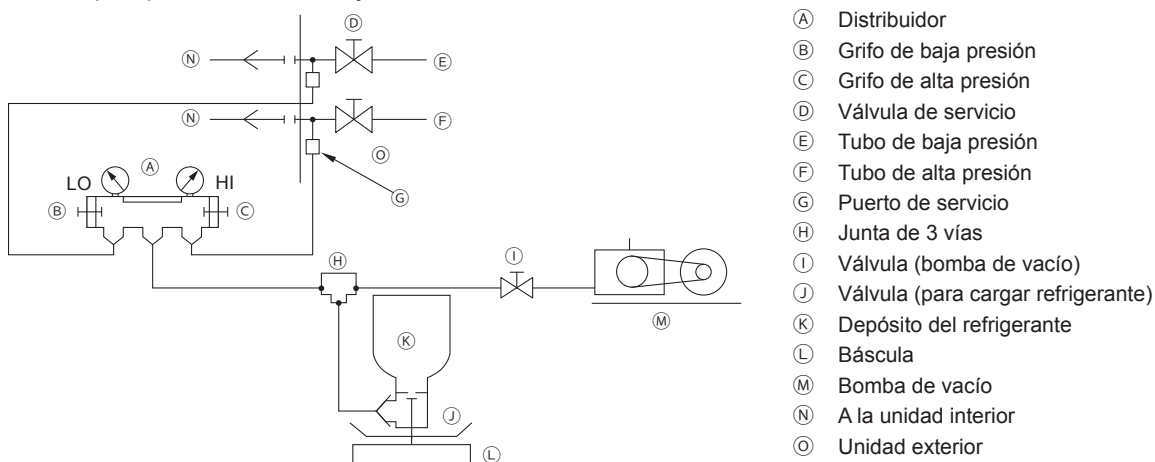 Ⓐ Distribuidor
Ⓑ Grifo de baja presión
Ⓒ Grifo de alta presión
Ⓓ Válvula de servicio
Ⓔ Tubo de baja presión
Ⓕ Tubo de alta presión
Ⓖ Puerto de servicio
Ⓗ Junta de 3 vías
Ⓘ Válvula (bomba de vacío)
Ⓙ Válvula (para cargar refrigerante)
Ⓚ Depósito del refrigerante
Ⓛ Báscula
Ⓜ Bomba de vacío
Ⓝ A la unidad interior
Ⓞ Unidad exterior
Ⓓ
Ⓝ Ⓔ
Ⓝ Ⓕ
Ⓞ
Ⓐ
LO HI
Ⓖ
Ⓑ Ⓒ
Ⓗ Ⓘ
Ⓜ
Ⓚ
Ⓙ
Ⓛ